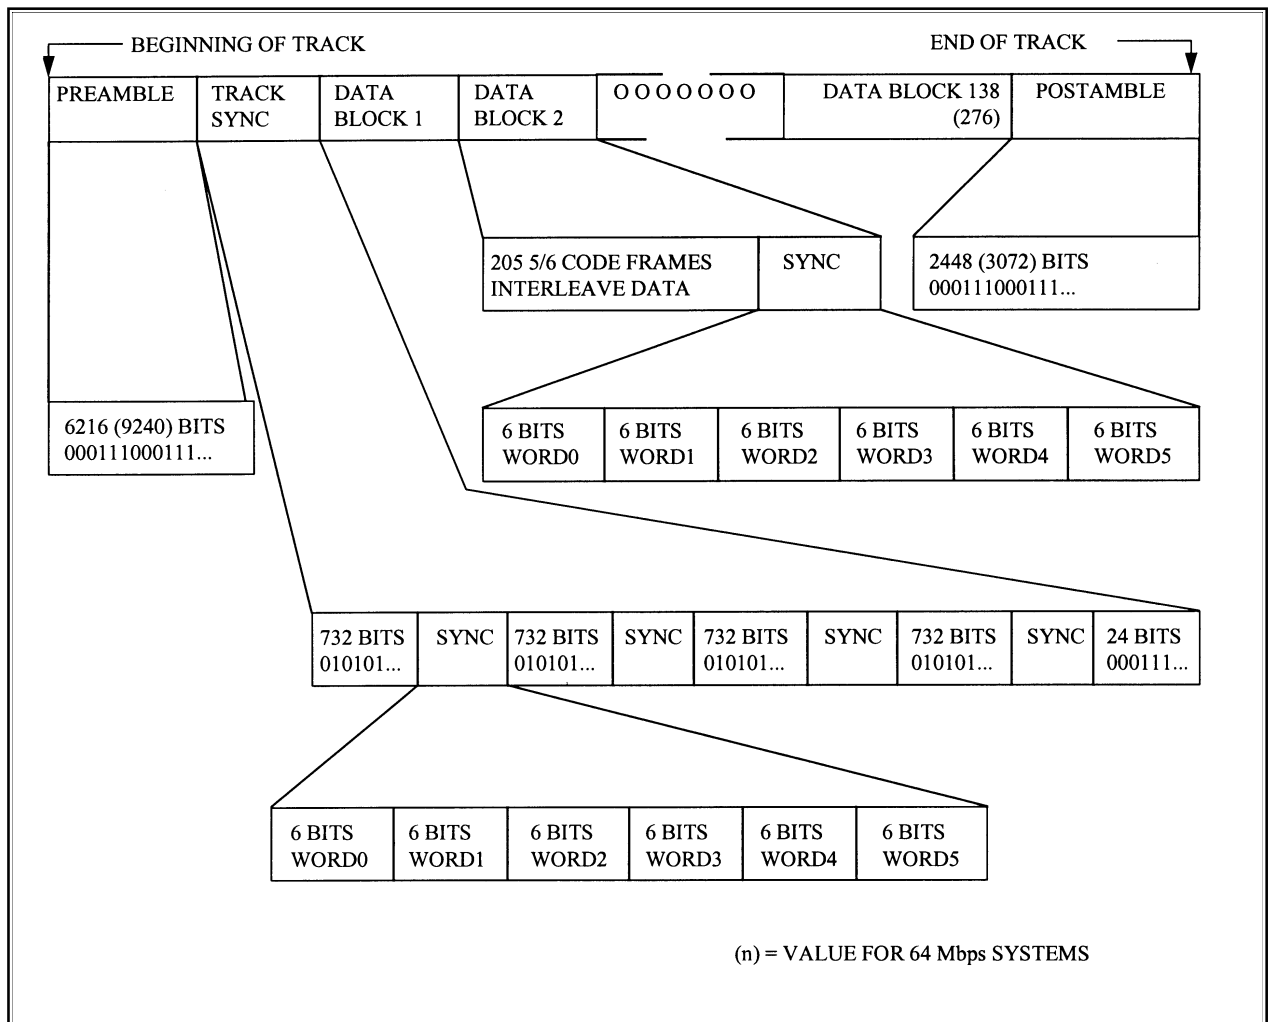 BEGINNING OF TRACK
END OF TRACK
PREAMBLE
TRACK
SYNC
DATA
BLOCK 1
DATA
BLOCK 2
O O O O O O O
DATA BLOCK 138
(276)
POSTAMBLE
205 5/6 CODE FRAMES
INTERLEAVE DATA
SYNC
2448 (3072) BITS
000111000111...
6216 (9240) BITS
000111000111...
6 BITS
WORD0
6 BITS
WORD1
6 BITS
WORD2
6 BITS
WORD3
6 BITS
WORD4
6 BITS
WORD5
732 BITS
010101...
SYNC
732 BITS
010101...
SYNC
732 BITS
010101...
SYNC
732 BITS
010101...
SYNC
24 BITS
000111...
6 BITS
WORD0
6 BITS
WORD1
6 BITS
WORD2
6 BITS
WORD3
6 BITS
WORD4
6 BITS
WORD5
(n) = VALUE FOR 64 Mbps SYSTEMS